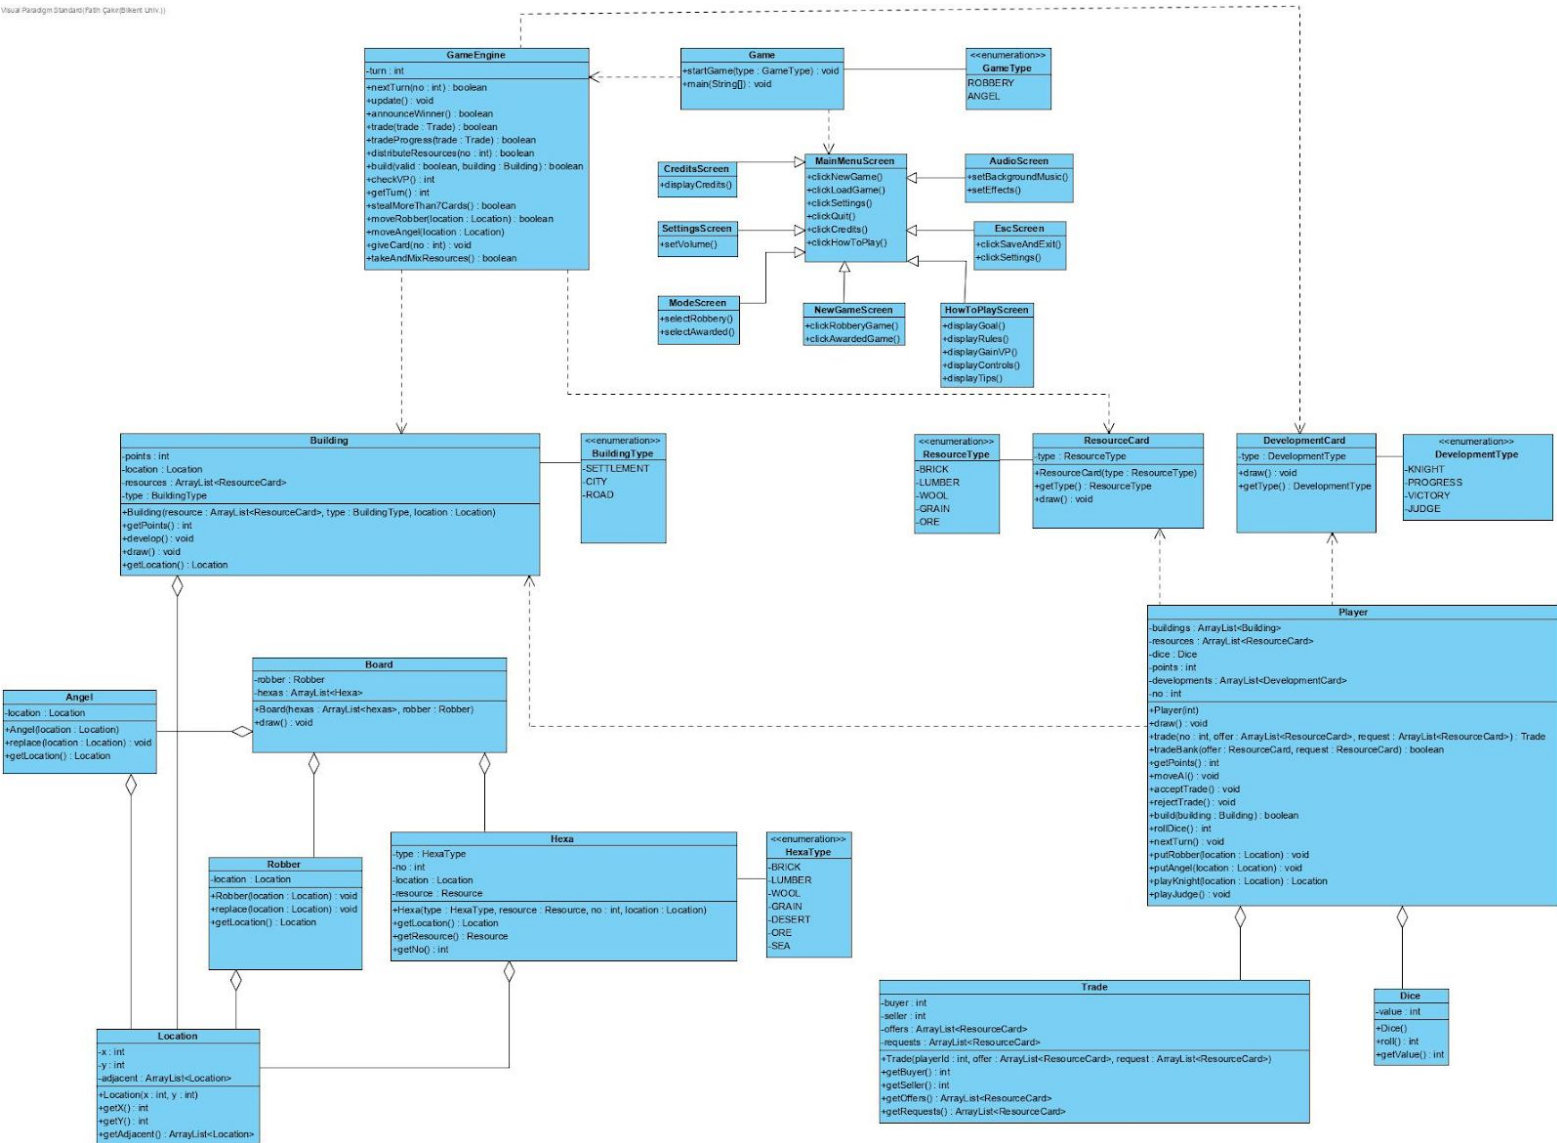 Visual Paradigm Standard(Fatih Çakır(Bilkent Univ.))
GameEngine
-turn : int
+nextTurn(no : int) : boolean
+update() : void
+announceWinner() : boolean
+trade(trade : Trade) : boolean
+tradeProgress(trade : Trade) : boolean
+distributeResources(no : int) : boolean
+build(valid : boolean, building : Building) : boolean
+checkVP() : int
+getTurn() : int
+stealMoreThan7Cards() : boolean
+moveRobber(location : Location) : boolean
+moveAngel(location : Location)
+giveCard(no : int) : void
+takeAndMixResources() : boolean
Game
+startGame(type : GameType) : void
+main(String[]) : void
<<enumeration>>
GameType
ROBBERY
ANGEL
CreditsScreen
+displayCredits()
MainMenuScreen
+clickNewGame()
+clickLoadGame()
+clickSettings()
+clickQuit()
+clickCredits()
+clickHowToPlay()
AudioScreen
+setBackgroundMusic()
+setEffects()
SettingsScreen
+setVolume()
EscScreen
+clickSaveAndExit()
+clickSettings()
ModeScreen
+selectRobbery()
+selectAwarded()
NewGameScreen
+clickRobberyGame()
+clickAwardedGame()
HowToPlayScreen
+displayGoal()
+displayRules()
+displayGainVP()
+displayControls()
+displayTips()
Building
-points : int
-location : Location
-resources : ArrayList<ResourceCard>
-type : BuildingType
+Building(resource : ArrayList<ResourceCard>, type : BuildingType, location : Location)
+getPoints() : int
+develop() : void
+draw() : void
+getLocation() : Location
<<enumeration>>
BuildingType
-SETTLEMENT
-CITY
-ROAD
<<enumeration>>
ResourceType
-BRICK
-LUMBER
-WOOL
-GRAIN
-ORE
ResourceCard
-type : ResourceType
+ResourceCard(type : ResourceType)
+getType() : ResourceType
+draw() : void
DevelopmentCard
-type : DevelopmentType
+draw() : void
+getType() : DevelopmentType
<<enumeration>>
DevelopmentType
-KNIGHT
-PROGRESS
-VICTORY
-JUDGE
Player
-buildings : ArrayList<Building>
-resources : ArrayList<ResourceCard>
-dice : Dice
-points : int
-developments : ArrayList<DevelopmentCard>
-no : int
+Player(int)
+draw() : void
+trade(no : int, offer : ArrayList<ResourceCard>, request : ArrayList<ResourceCard>) : Trade
+tradeBank(offer : ResourceCard, request : ResourceCard) : boolean
+getPoints() : int
+moveAI() : void
+acceptTrade() : void
+rejectTrade() : void
+build(building : Building) : boolean
+rollDice() : int
+nextTurn() : void
+putRobber(location : Location) : void
+putAngel(location : Location) : void
+playKnight(location : Location) : Location
+playJudge() : void
Board
-robber : Robber
-hexas : ArrayList<Hexa>
+Board(hexas : ArrayList<hexas>, robber : Robber)
+draw() : void
Angel
-location : Location
+Angel(location : Location)
+replace(location : Location) : void
+getLocation() : Location
Robber
-location : Location
+Robber(location : Location) : void
+replace(location : Location) : void
+getLocation() : Location
Hexa
-type : HexaType
-no : int
-location : Location
-resource : Resource
+Hexa(type : HexaType, resource : Resource, no : int, location : Location)
+getLocation() : Location
+getResource() : Resource
+getNo() : int
<<enumeration>>
HexaType
-BRICK
-LUMBER
-WOOL
-GRAIN
-DESERT
-ORE
-SEA
Location
-x : int
-y : int
-adjacent : ArrayList<Location>
+Location(x : int, y : int)
+getX() : int
+getY() : int
+getAdjacent() : ArrayList<Location>
Trade
-buyer : int
-seller : int
-offers : ArrayList<ResourceCard>
-requests : ArrayList<ResourceCard>
+Trade(playerId : int, offer : ArrayList<ResourceCard>, request : ArrayList<ResourceCard>)
+getBuyer() : int
+getSeller() : int
+getOffers() : ArrayList<ResourceCard>
+getRequests() : ArrayList<ResourceCard>
Dice
-value : int
+Dice()
+roll() : int
+getValue() : int